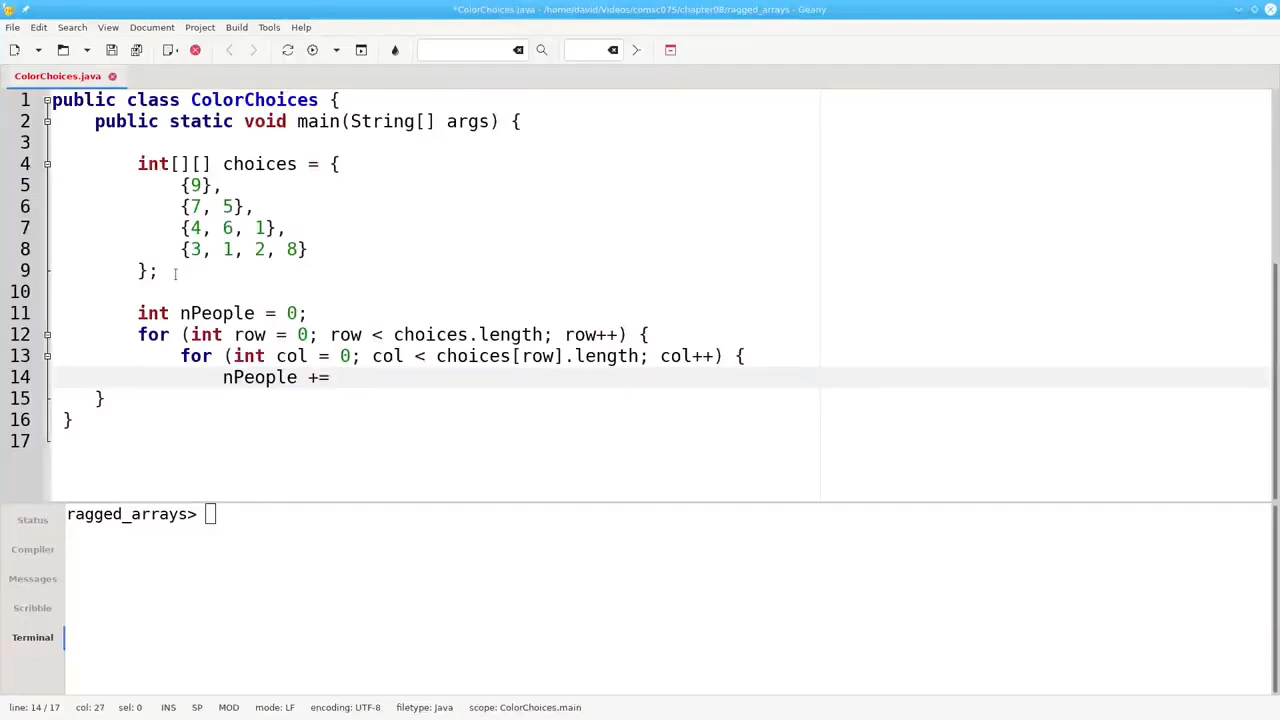 *ColorChoices.java - /home/david/Videos/comsc075/chapter08/ragged_arrays - Geany
File Edit Search View Document Project Build Tools Help
ColorChoices.java
1 public class ColorChoices {
2 public static void main(String[] args) {
3
4 int[][] choices = {
5 {9},
6 {7, 5},
7 {4, 6, 1},
8 {3, 1, 2, 8}
9 };
10
11 int nPeople = 0;
12 for (int row = 0; row < choices.length; row++) {
13 for (int col = 0; col < choices[row].length; col++) {
14 nPeople +=
15 }
16 }
17
Status
Compiler
Messages
Scribble
Terminal
ragged_arrays>
line: 14 / 17 col: 27 sel: 0 INS SP MOD mode: LF encoding: UTF-8 filetype: Java scope: ColorChoices.main